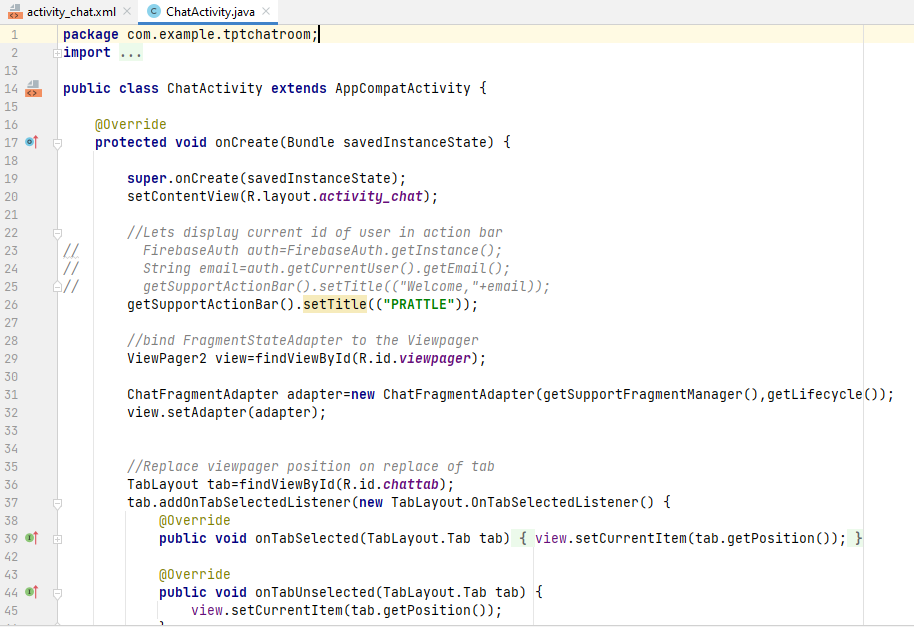 activity_chat.xml × ChatActivity.java ×
1 package com.example.tptchatroom;
2 import ...
13
14 public class ChatActivity extends AppCompatActivity {
15
16 @Override
17 protected void onCreate(Bundle savedInstanceState) {
18
19 super.onCreate(savedInstanceState);
20 setContentView(R.layout.activity_chat);
21
22 //Lets display current id of user in action bar
23 // FirebaseAuth auth=FirebaseAuth.getInstance();
24 // String email=auth.getCurrentUser().getEmail();
25 // getSupportActionBar().setTitle(("Welcome,"+email));
26 getSupportActionBar().setTitle(("PRATTLE"));
27
28 //bind FragmentStateAdapter to the Viewpager
29 ViewPager2 view=findViewById(R.id.viewpager);
30
31 ChatFragmentAdapter adapter=new ChatFragmentAdapter(getSupportFragmentManager(),getLifecycle());
32 view.setAdapter(adapter);
33
34
35 //Replace viewpager position on replace of tab
36 TabLayout tab=findViewById(R.id.chattab);
37 tab.addOnTabSelectedListener(new TabLayout.OnTabSelectedListener() {
38 @Override
39 public void onTabSelected(TabLayout.Tab tab) { view.setCurrentItem(tab.getPosition()); }
42
43 @Override
44 public void onTabUnselected(TabLayout.Tab tab) {
45 view.setCurrentItem(tab.getPosition());